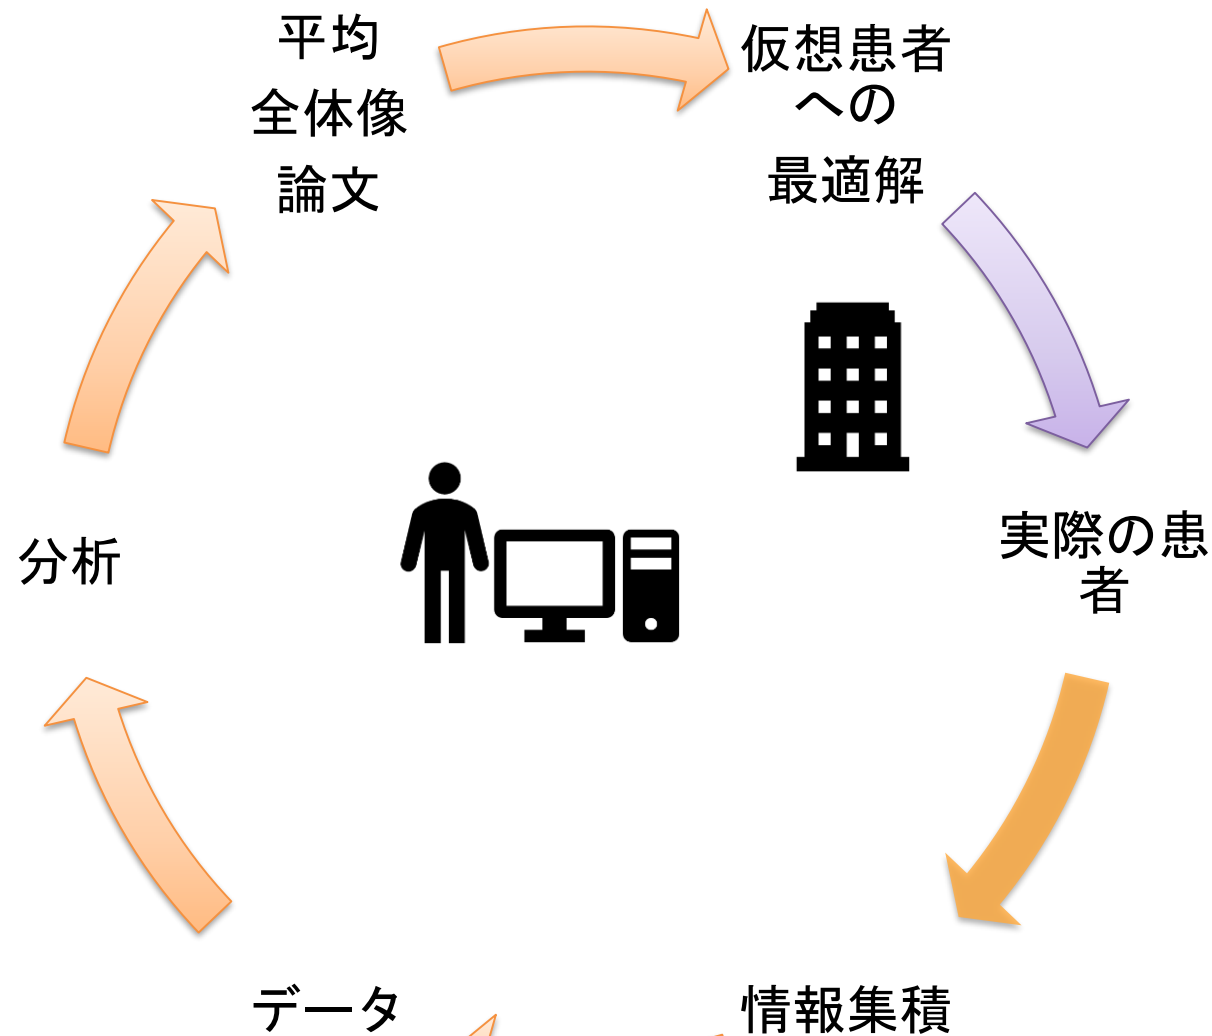 平均
全体像
論文
仮想患者
への
最適解
実際の患
者
分析
データ
情報集積